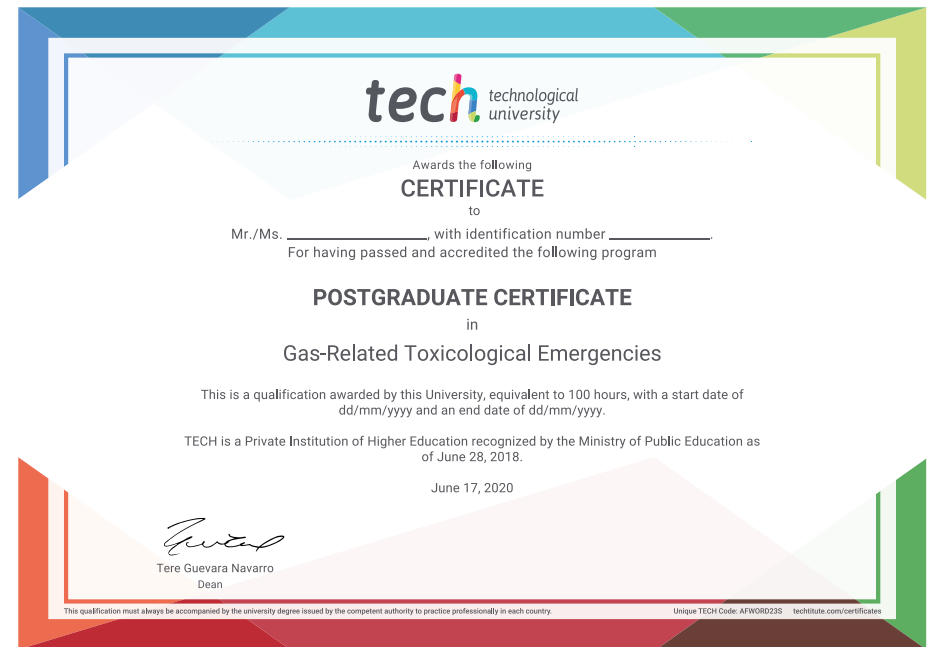 tech technological
university
Awards the following
CERTIFICATE
to
Mr./Ms. ____________________, with identification number ______________.
For having passed and accredited the following program
POSTGRADUATE CERTIFICATE
in
Gas-Related Toxicological Emergencies
This is a qualification awarded by this University, equivalent to 100 hours, with a start date of
dd/mm/yyyy and an end date of dd/mm/yyyy.
TECH is a Private Institution of Higher Education recognized by the Ministry of Public Education as
of June 28, 2018.
June 17, 2020
Tere Guevara Navarro
Dean
This qualification must always be accompanied by the university degree issued by the competent authority to practice professionally in each country. Unique TECH Code: AFWORD23S techtitute.com/certificates